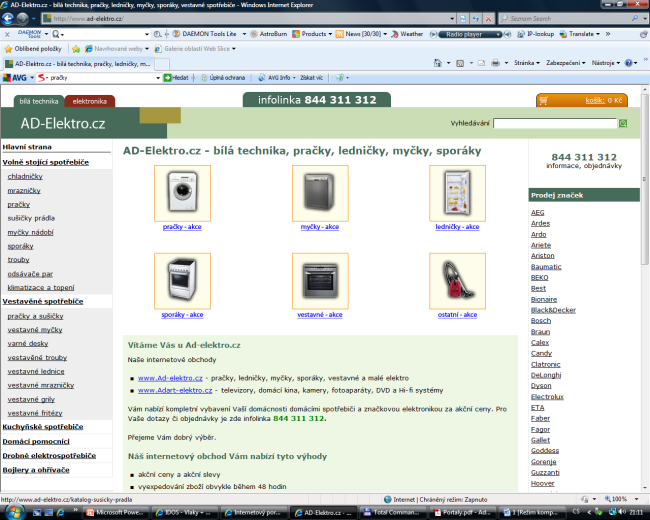 AD-Elektro.cz - bílá technika, pračky, ledničky, myčky, sporáky, vestavné spotřebiče - Windows Internet Explorer
http://www.ad-elektro.cz/
Seznam Search
DAEMON Tools
DAEMON Tools Lite
AstroBurn
Products
News [30/30]
Weather
Radio player
IP-lookup
Translate
Oblíbené položky
Navrhované weby
Galerie oblastí Web Slice
AD-Elektro.cz - bílá technika, pračky, ledničky, m...
Stránka
Zabezpečení
Nástroje
AVG
pračky
Hledat
Úplná ochrana
AVG Info
Získat víc
bílá technika
elektronika
infolinka 844 311 312
košík: 0 Kč
AD-Elektro.cz
Vyhledávání
Hlavní strana
Volně stojící spotřebiče
chladničky
mrazničky
pračky
sušičky prádla
myčky nádobí
sporáky
trouby
odsávače par
klimatizace a topení
Vestavěné spotřebiče
pračky a sušičky
vestavné myčky
varné desky
vestavěné trouby
vestavné lednice
vestavné mrazničky
vestavné grily
vestavné fritézy
Kuchyňské spotřebiče
Domácí pomocníci
Drobné elektrospotřebiče
Bojlery a ohřívače
AD-Elektro.cz - bílá technika, pračky, ledničky, myčky, sporáky
pračky - akce
myčky - akce
ledničky - akce
sporáky - akce
vestavné - akce
ostatní - akce
Vítáme Vás u Ad-elektro.cz
Naše internetové obchody
www.Ad-elektro.cz - pračky, ledničky, myčky, sporáky, vestavné a malé elektro
www.Adart-elektro.cz - televizory, domácí kina, kamery, fotoaparáty, DVD a Hi-fi systémy
Vám nabízí kompletní vybavení Vaší domácnosti domácími spotřebiči a značkovou elektronikou za akční ceny. Pro
Vaše dotazy či objednávky je zde infolinka 844 311 312.
Přejeme Vám dobrý výběr.
Náš internetový obchod Vám nabízí tyto výhody
akční ceny a akční slevy
vyexpedování zboží obvykle během 48 hodin
844 311 312
informace, objednávky
Prodej značek
AEG
Ardes
Ardo
Ariete
Ariston
Baumatic
BEKO
Best
Bionaire
Black&Decker
Bosch
Braun
Calex
Candy
Clatronic
DeLonghi
Dyson
Electrolux
ETA
Faber
Fagor
Gallet
Goddess
Gorenje
Guzzanti
Hoover
http://www.ad-elektro.cz/katalog-susicky-pradla
Internet | Chráněný režim: Zapnuto
100%
Microsoft Powe...
IDOS - Vlaky - ...
Internetový por...
AD-Elektro.cz - ...
Total Comman...
Portaly.pdf - Ad...
1 [Režim komp...
CS
21:11